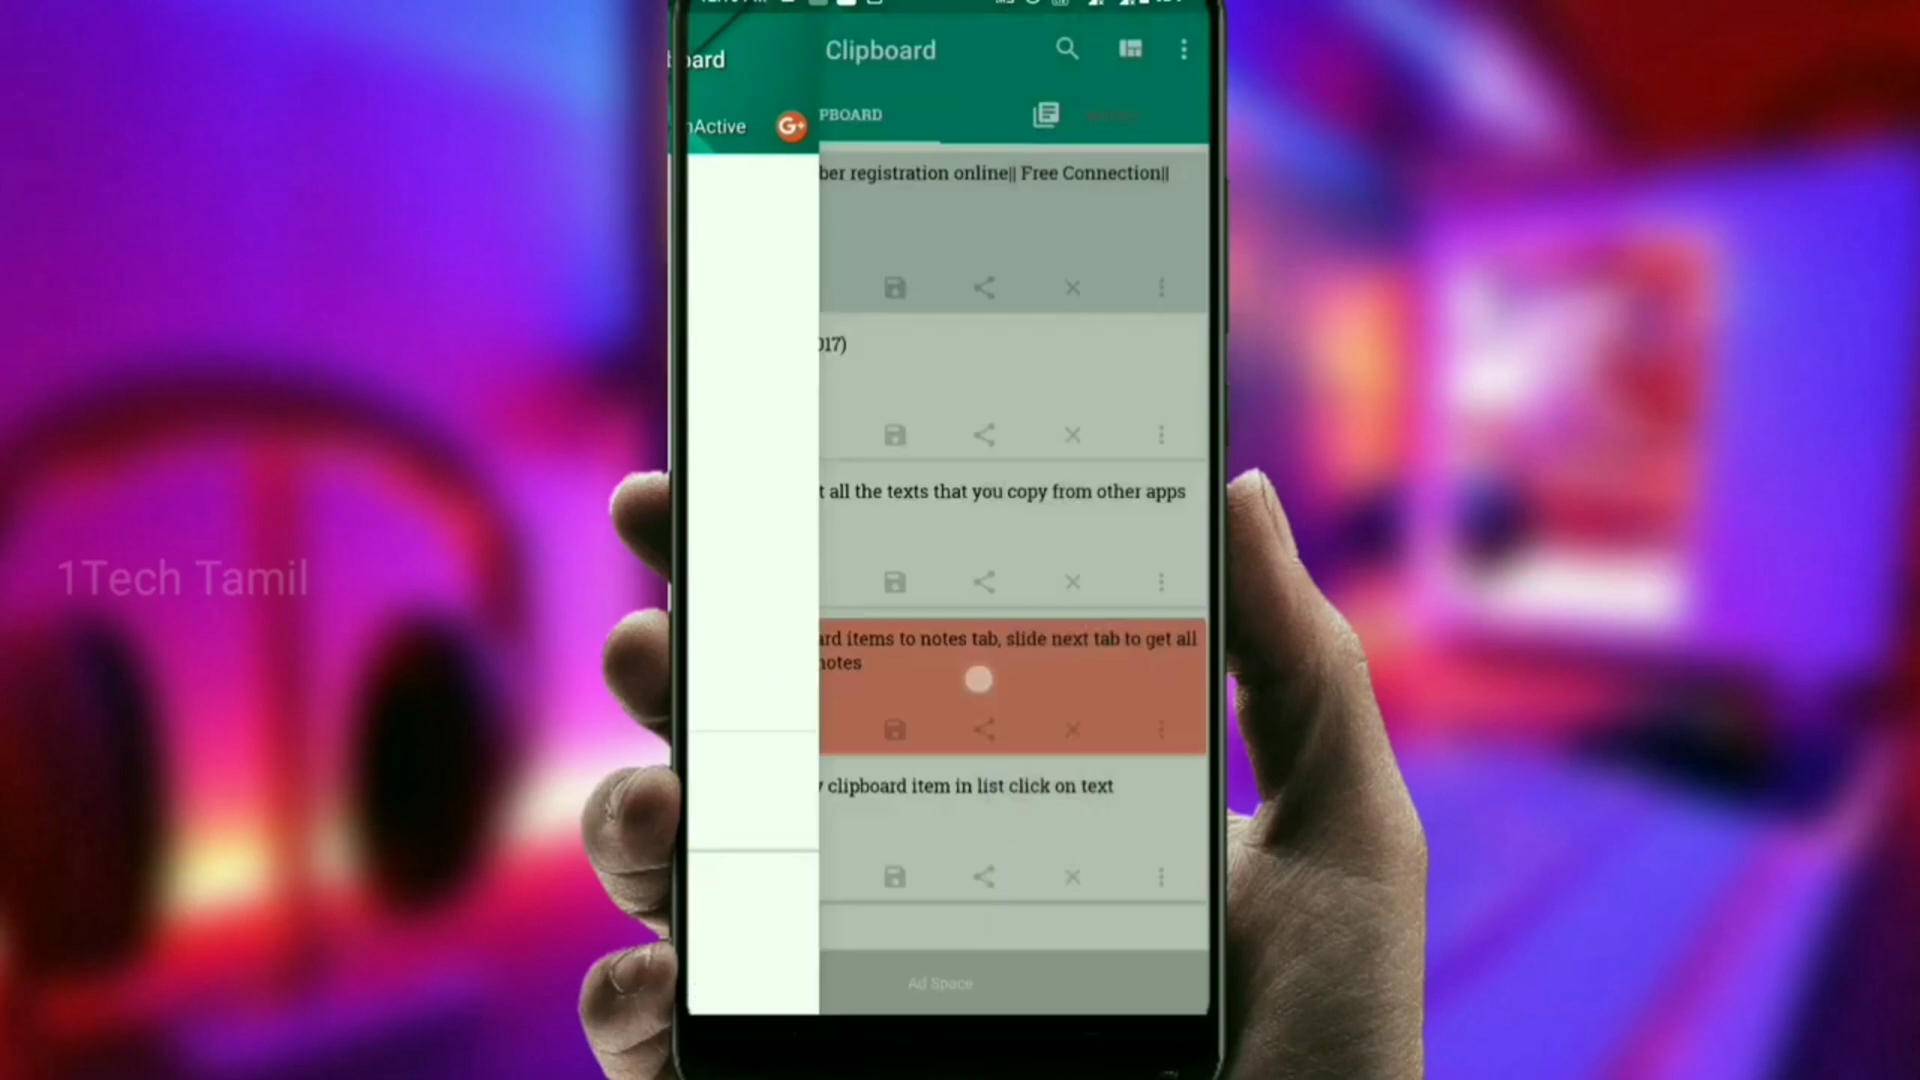 Clipboard
PBOARD
Active
G+
ber registration online|| Free Connection||
017)
t all the texts that you copy from other apps
ard items to notes tab, slide next tab to get all
notes
clipboard item in list click on text
Ad Space
1Tech Tamil